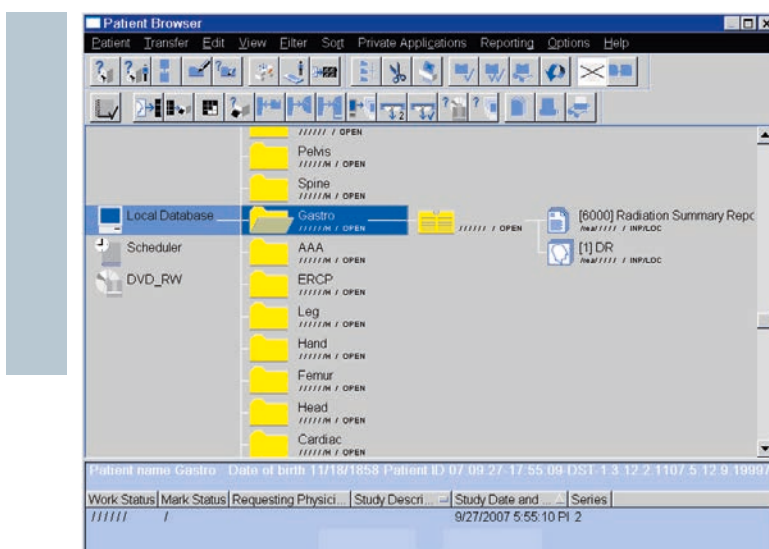 Patient Browser
Patient Transfer Edit View Filter Sort Private Applications Reporting Options Help
////// / OPEN
Pelvis
//////M / OPEN
Spine
//////M / OPEN
Local Database
Gastro
//////M / OPEN
////// / OPEN
[6000] Radiation Summary Repo
/ INP/LOC
Scheduler
AAA
//////M / OPEN
[1] DR
/ INP/LOC
DVD_RW
ERCP
//////M / OPEN
Leg
//////M / OPEN
Hand
//////M / OPEN
Femur
//////M / OPEN
Head
//////M / OPEN
Cardiac
//////M / OPEN
Patient name Gastro Date of birth 11/18/1858 Patient ID 07.09.27-17:55:09-DST-1.3.12.2.1107.5.12.9.19997
Work Status Mark Status Requesting Physici... Study Descri... Study Date and ... Series
////// / 9/27/2007 5:55:10 PI 2